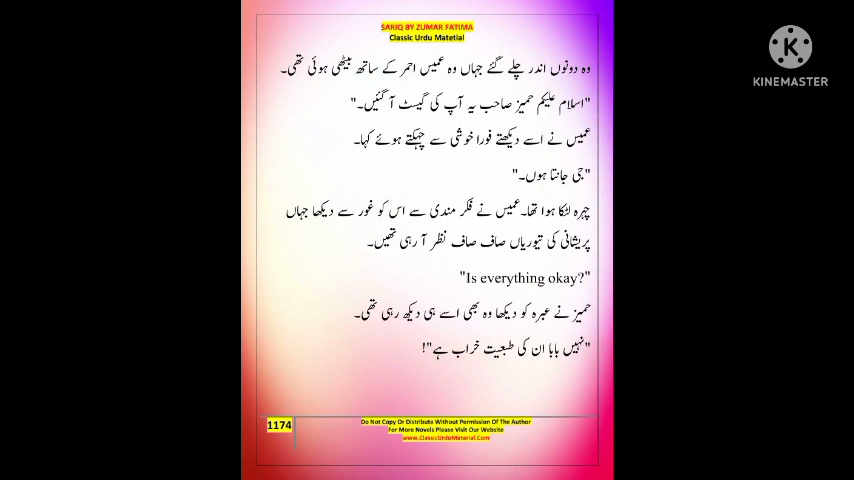 SARIQ BY ZUMAR FATIMA
Classic Urdu Matetial
وہ دونوں اندر چلے گئے جہاں وہ عمیس احمر کے ساتھ بیٹھی ہوئی تھی۔
"اسلام علیکم حمیز صاحب یہ آپ کی گیسٹ آ گئیں۔"
عمیس نے اسے دیکھتے فورا خوشی سے چہکتے ہوئے کہا۔
"جی جانتا ہوں۔"
چہرہ لٹکا ہوا تھا۔عمیس نے فکر مندی سے اس کو غور سے دیکھا جہاں
پریشانی کی تیوریاں صاف صاف نظر آ رہی تھیں۔
"Is everything okay?"
حمیز نے عبرہ کو دیکھا وہ بھی اسے ہی دیکھ رہی تھی۔
"نہیں بابا ان کی طبعیت خراب ہے"!
1174
Do Not Copy Or Distribute Without Permission Of The Author
For More Novels Please Visit Our Website
www.ClassicUrduMaterial.Com
K
KINEMASTER